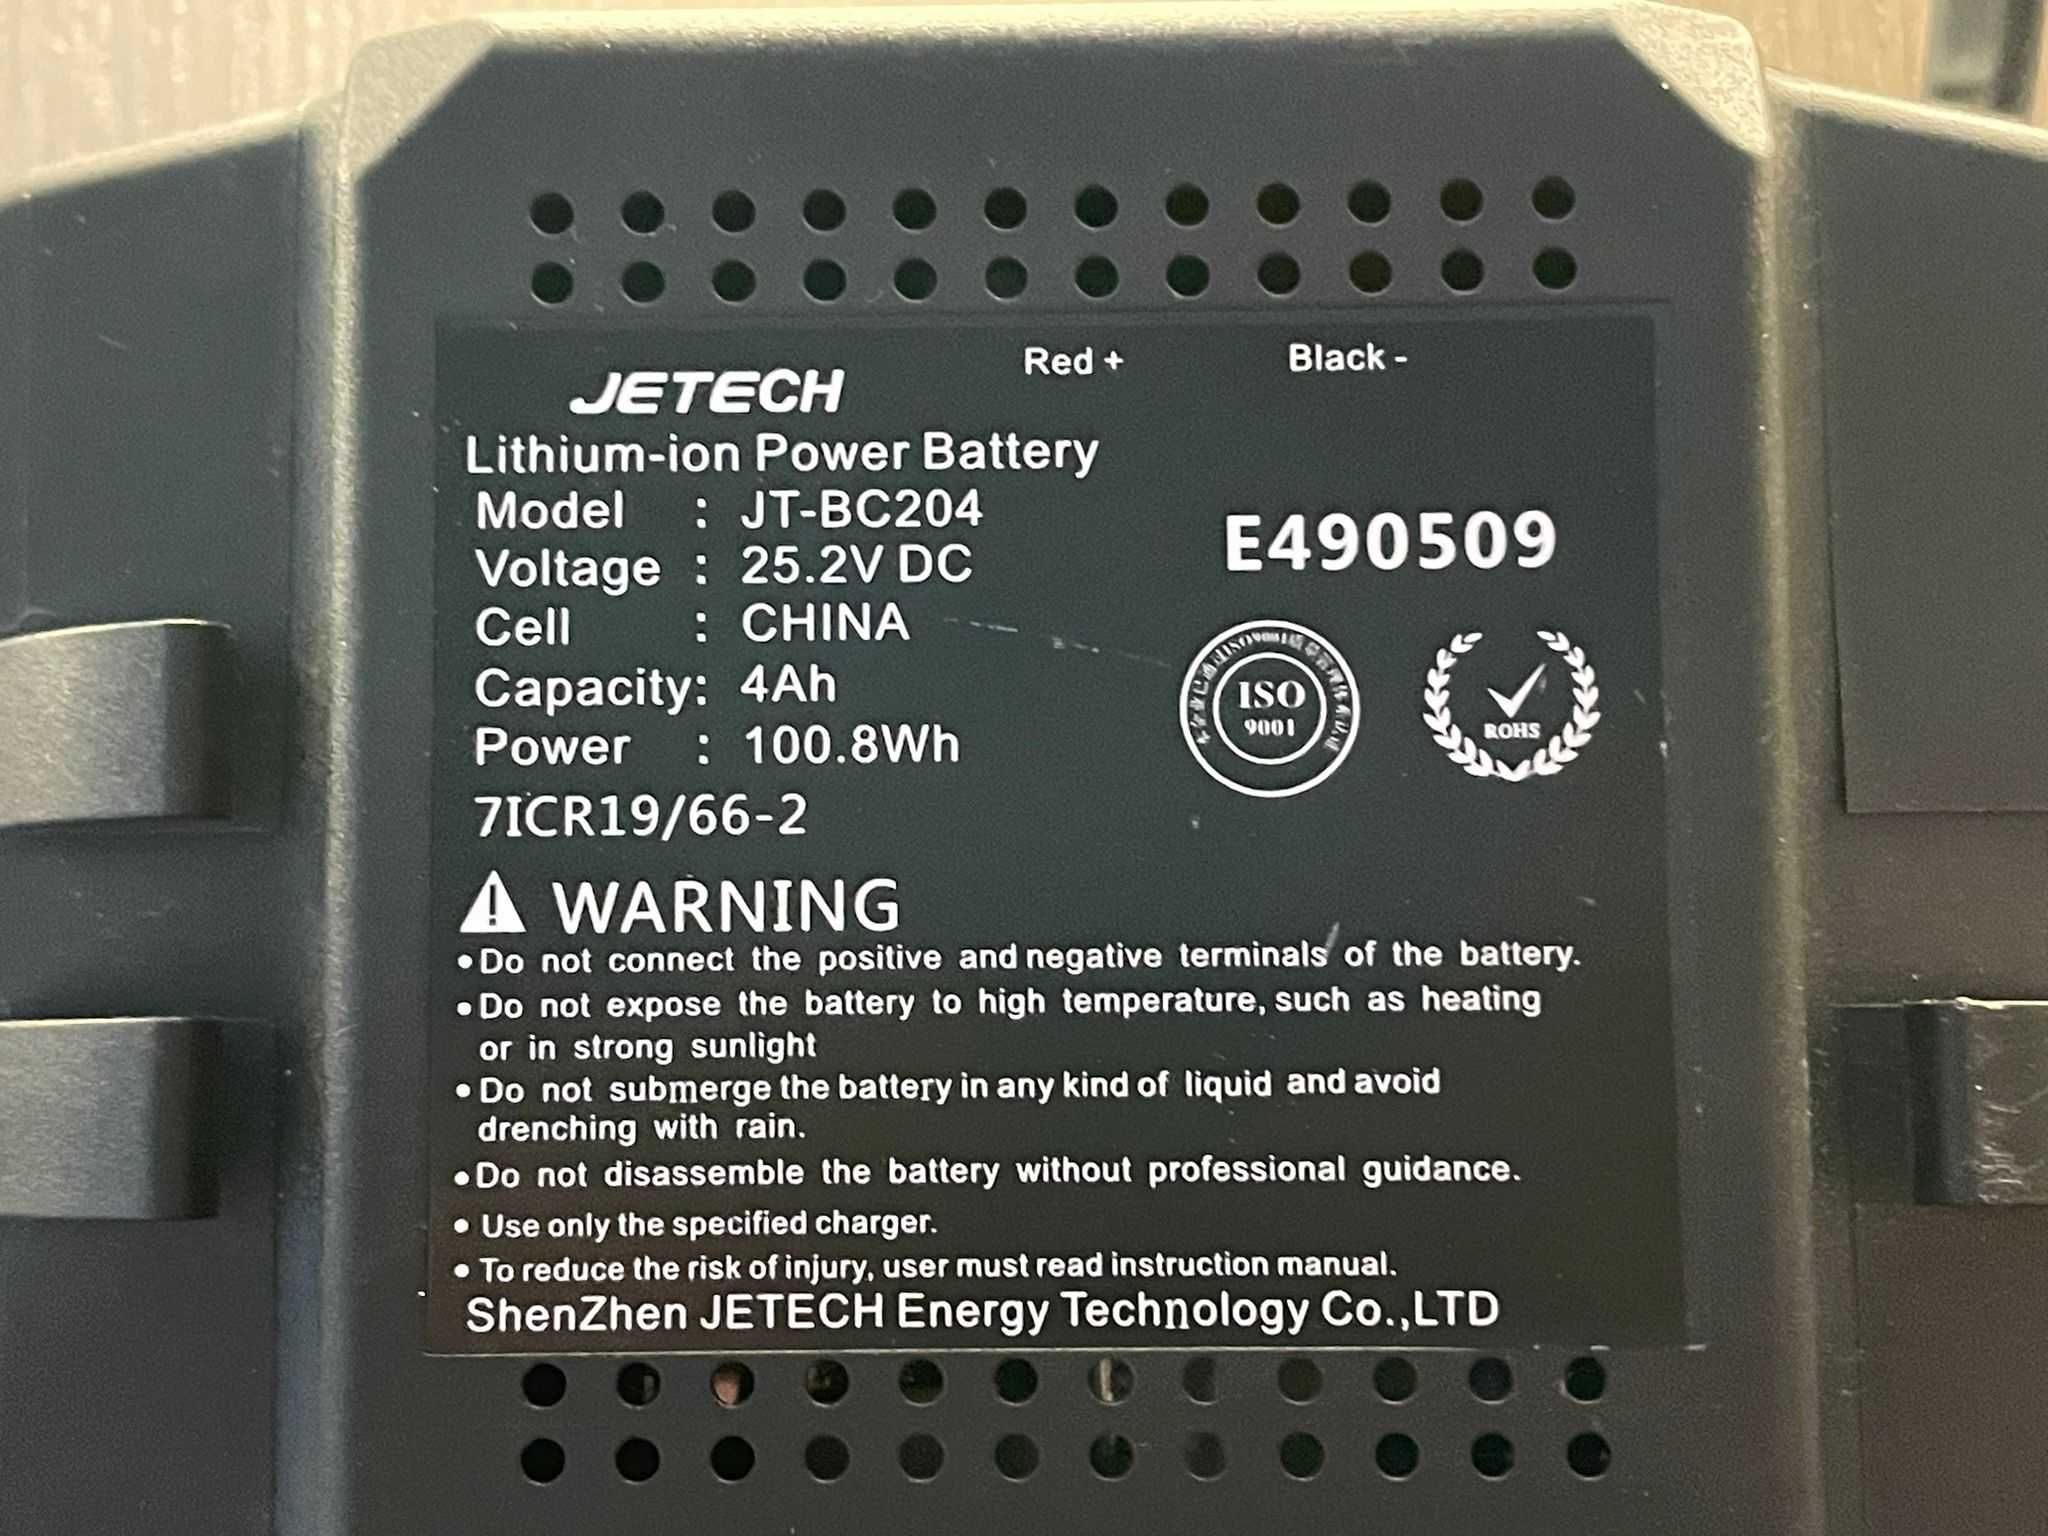 JETECH
Red +
Black -
Lithium-ion Power Battery
Model : JT-BC204
Voltage : 25.2V DC
Cell : CHINA
Capacity: 4Ah
Power : 100.8Wh
7ICR19/66-2
E490509
ISO
9001
ROHS
WARNING
•Do not connect the positive and negative terminals of the battery.
•Do not expose the battery to high temperature, such as heating
or in strong sunlight
•Do not submerge the battery in any kind of liquid and avoid
drenching with rain.
•Do not disassemble the battery without professional guidance.
• Use only the specified charger.
• To reduce the risk of injury, user must read instruction manual.
ShenZhen JETECH Energy Technology Co.,LTD